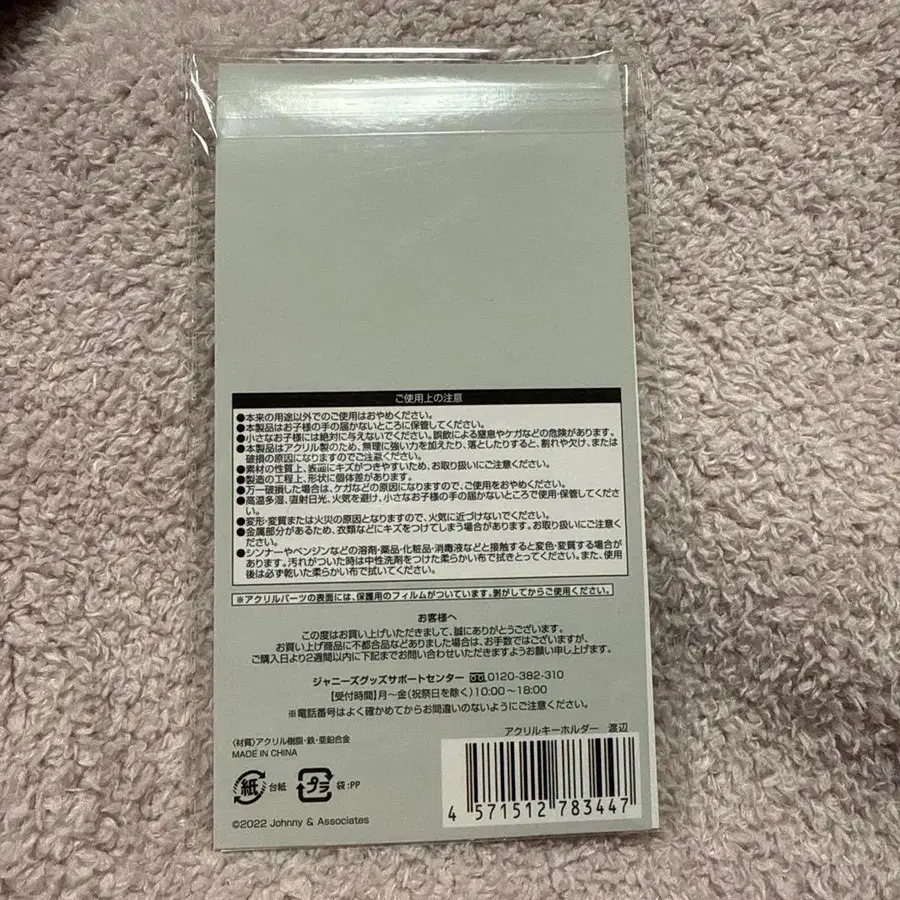 ご使用上の注意
●本来の用途以外でのご使用はおやめください。
●本製品はお子様の手の届かないところに保管してください。
●小さなお子様には絶対に与えないでください。誤飲による窒息やケガなどの危険があります。
●本製品はアクリル製のため、無理に強い力を加えたり、落としたりすると、割れや欠け、または
破損の原因になりますのでご注意ください。
●素材の性質上、表面にキズがつきやすいため、お取り扱いにご注意ください。
●製造の工程上、形状に個体差があります。
●万一破損した場合は、ケガなどの原因になりますので、ご使用をおやめください。
●高温多湿、直射日光、火気を避け、小さなお子様の手の届かないところで使用・保管してくださ
い。
●変形・変質または火災の原因となりますので、火気に近づけないでください。
●金属部分があるため、衣類などにキズをつけてしまう場合があります。お取り扱いにご注意く
ださい。
●シンナーやベンジンなどの溶剤・薬品・化粧品・消毒液などと接触すると変色・変質する場合が
あります。汚れがついた時は中性洗剤をつけた柔らかい布で拭きとってください。また、使用
後は必ず乾いた柔らかい布で拭いてください。
※アクリルパーツの表面には、保護用のフィルムがついています。剥がしてからご使用ください。
お客様へ
この度はお買い上げいただきまして、誠にありがとうございます。
お買い上げ商品に不都合品などありました場合は、お手数ではございますが、
ご購入日より2週間以内に下記までお問い合わせいただきますようお願い申し上げます。
ジャニーズグッズサポートセンター 0120-382-310
【受付時間】月〜金(祝祭日を除く)10:00〜18:00
※電話番号はよく確かめてからお間違いのないようにご注意ください。
アクリルキーホルダー 渡辺
〈材質〉アクリル樹脂・鉄・亜鉛合金
MADE IN CHINA
紙 台紙 プラ 袋:PP
4 571512 783447
©2022 Johnny & Associates